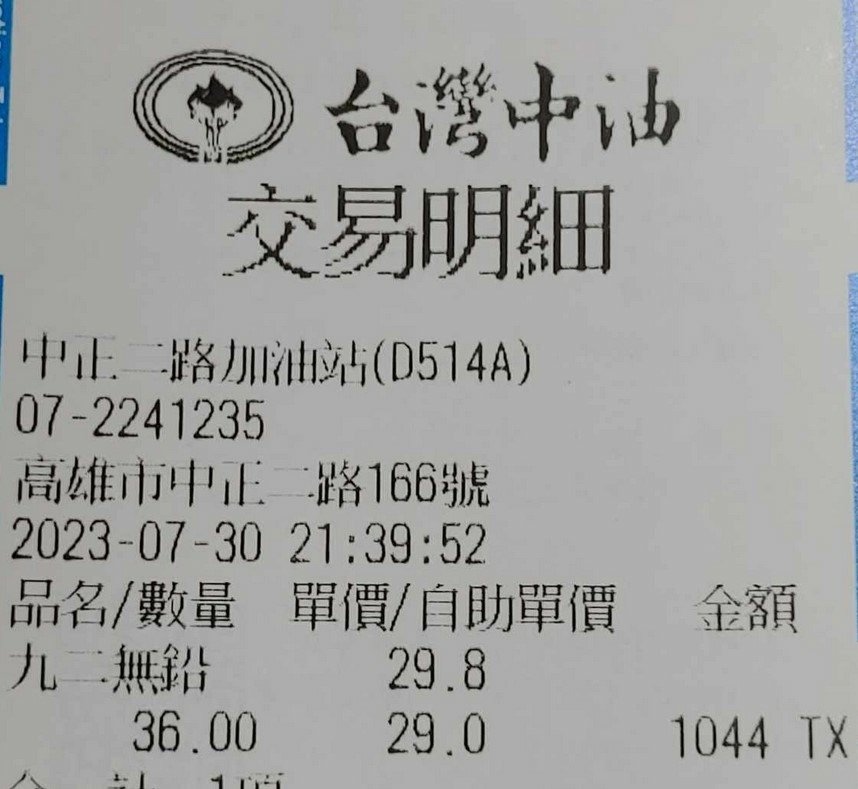 台灣中油
交易明細
中正二路加油站(D514A)
07-2241235
高雄市中正二路166號
2023-07-30 21:39:52
品名/數量 單價/自助單價 金額
九二無鉛 29.8
36.00 29.0 1044 TX